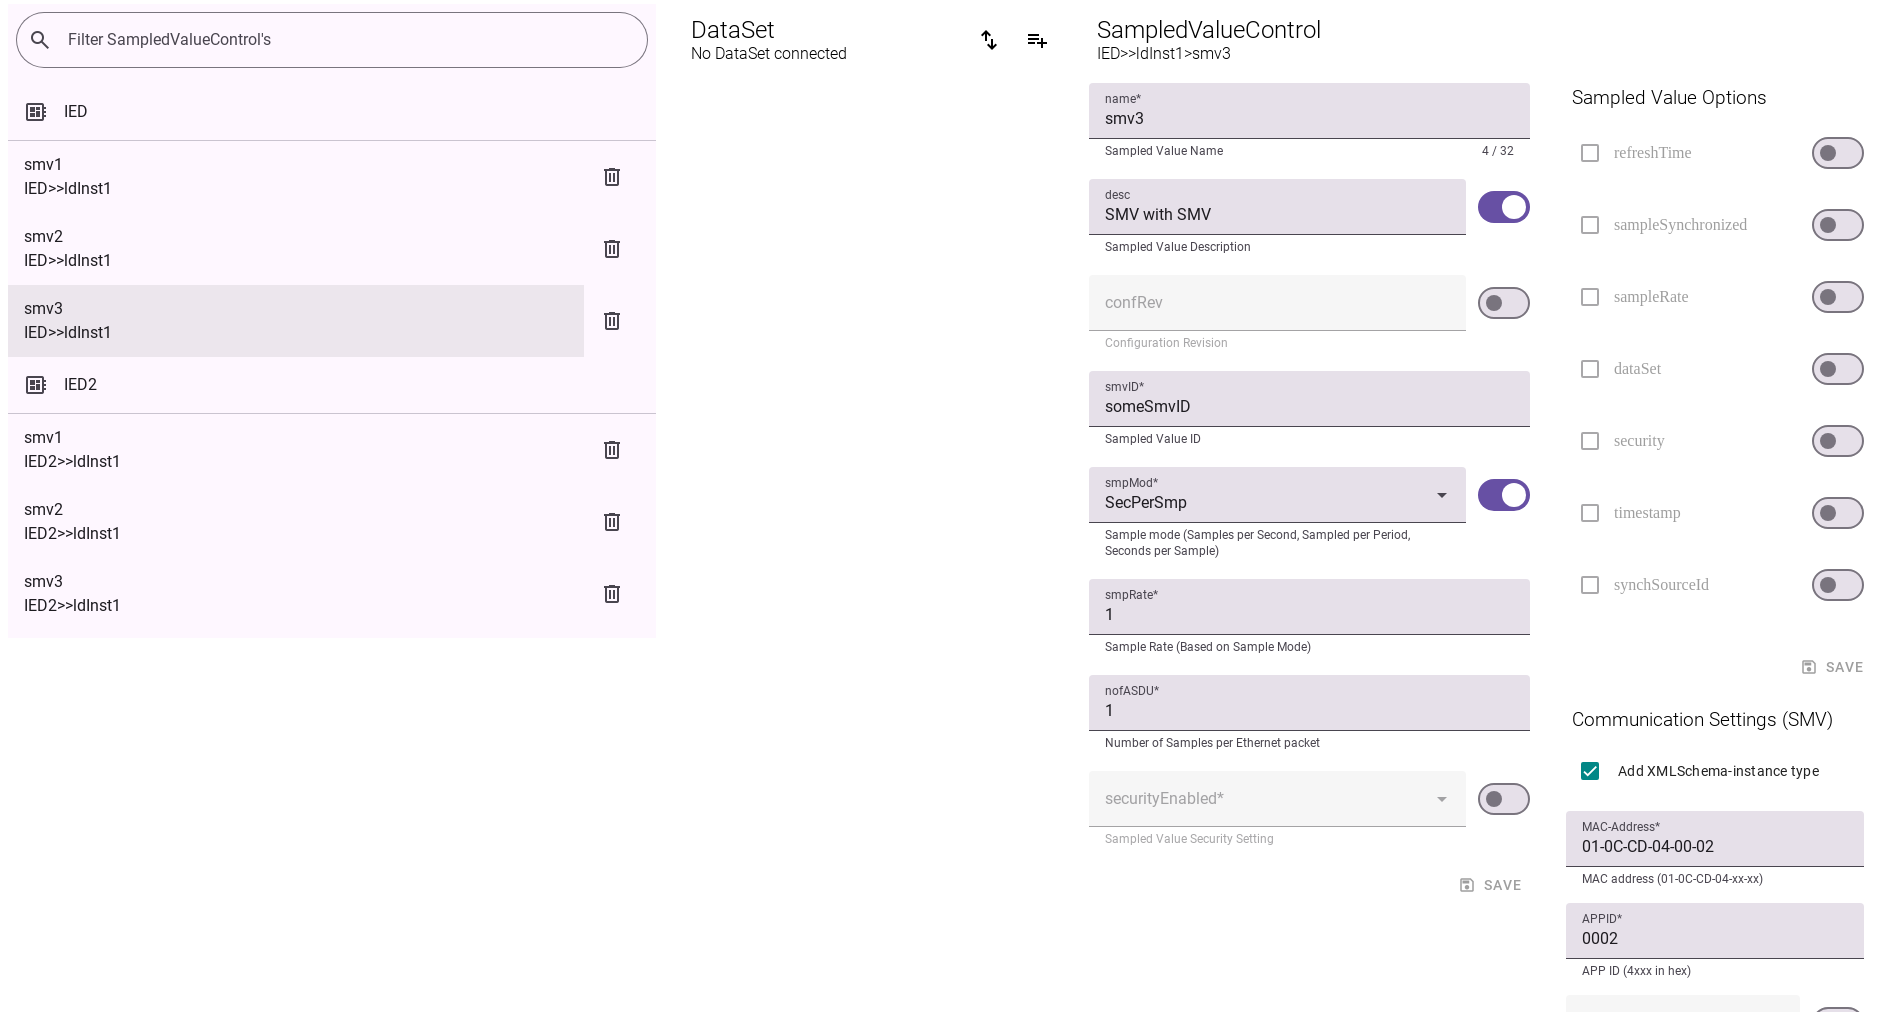 Filter SampledValueControl's
IED
smv1
IED>>ldInst1
smv2
IED>>ldInst1
smv3
IED>>ldInst1
IED2
smv1
IED2>>ldInst1
smv2
IED2>>ldInst1
smv3
IED2>>ldInst1
DataSet
No DataSet connected
SampledValueControl
IED>>ldInst1>smv3
name*
smv3
Sampled Value Name
4 / 32
desc
SMV with SMV
Sampled Value Description
confRev
Configuration Revision
smvID*
someSmvID
Sampled Value ID
smpMod*
SecPerSmp
Sample mode (Samples per Second, Sampled per Period,
Seconds per Sample)
smpRate*
1
Sample Rate (Based on Sample Mode)
nofASDU*
1
Number of Samples per Ethernet packet
securityEnabled*
Sampled Value Security Setting
SAVE
Sampled Value Options
refreshTime
sampleSynchronized
sampleRate
dataSet
security
timestamp
synchSourceId
SAVE
Communication Settings (SMV)
Add XMLSchema-instance type
MAC-Address*
01-0C-CD-04-00-02
MAC address (01-0C-CD-04-xx-xx)
APPID*
0002
APP ID (4xxx in hex)